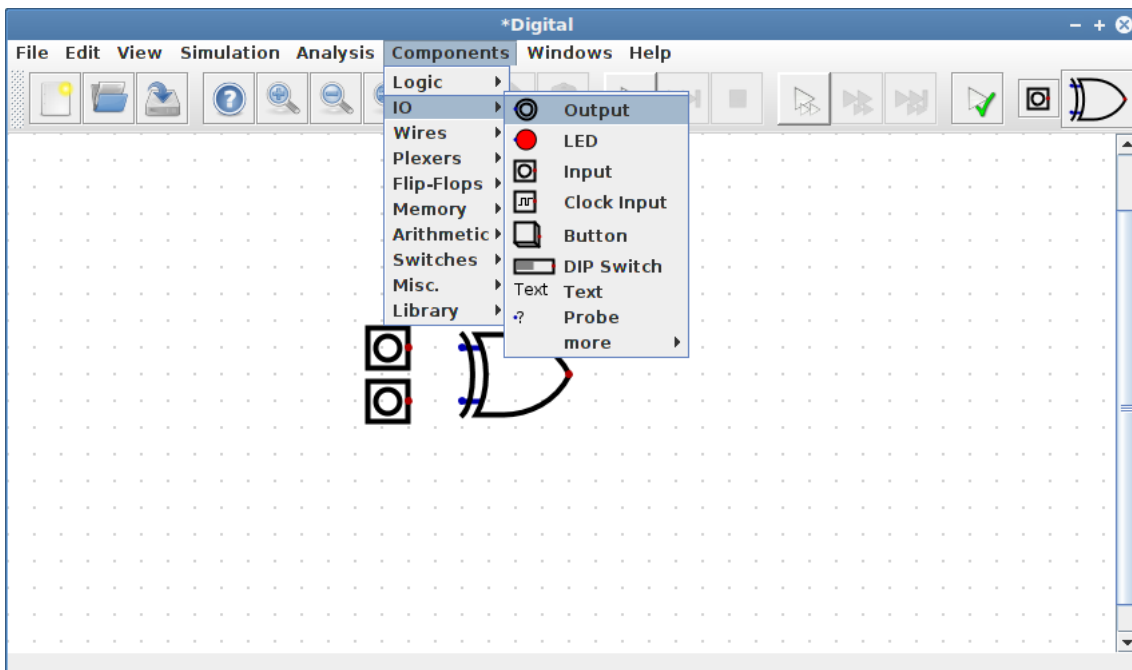 *Digital
File Edit View Simulation Analysis Components Windows Help
Logic
IO
Wires
Plexers
Flip-Flops
Memory
Arithmetic
Switches
Misc.
Library
Output
LED
Input
Clock Input
Button
DIP Switch
Text Text
? Probe
more